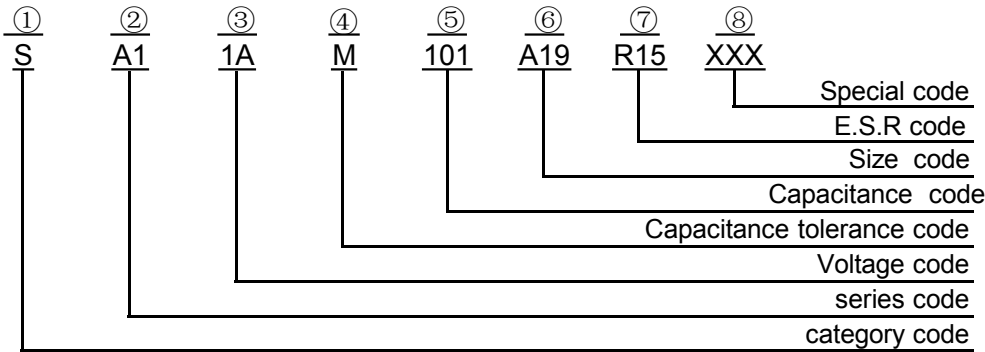 ① ② ③ ④ ⑤ ⑥ ⑦ ⑧
S A1 1A M 101 A19 R15 XXX
Special code
E.S.R code
Size code
Capacitance code
Capacitance tolerance code
Voltage code
series code
category code